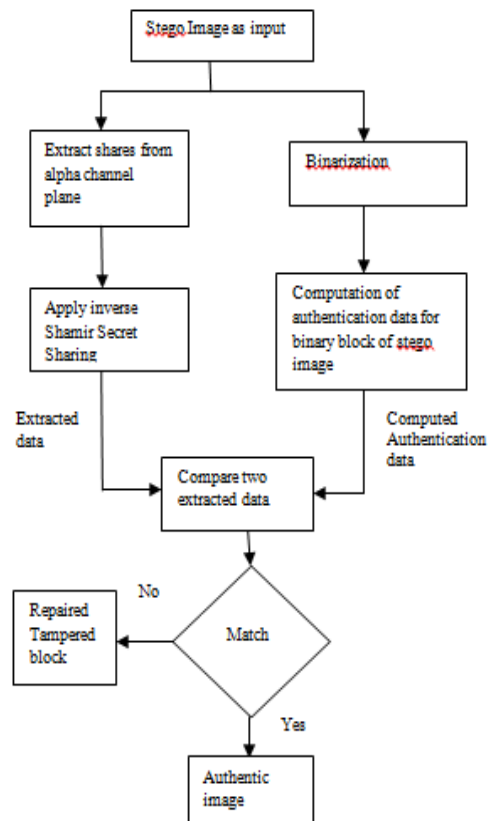 Stego Image as input
Extract shares from
alpha channel
plane
Binarization
Apply inverse
Shamir Secret
Sharing
Computation of
authentication data for
binary block of stego
image
Extracted
data
Computed
Authentication
data
Compare two
extracted data
No
Repaired
Tampered
block
Match
Yes
Authentic
image